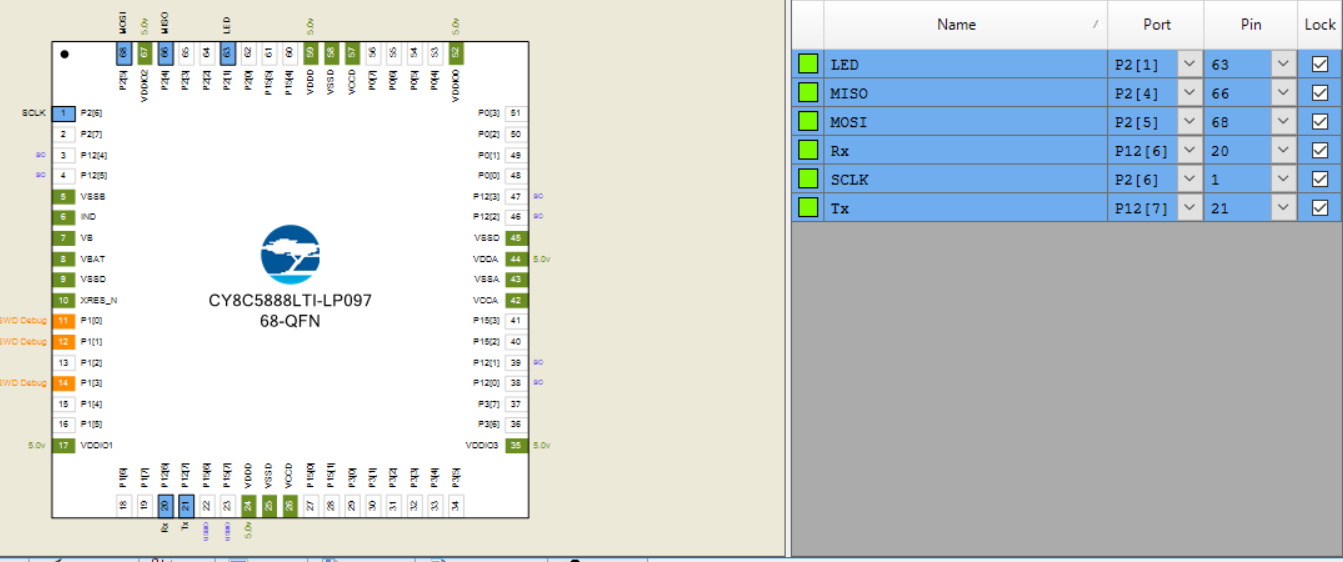 MOSI 5.0v MISO LED 5.0v 5.0v
68 67 66 65 64 63 62 61 60 59 58 57 56 55 54 53 52
P2[5] VDDIO2 P2[4] P2[3] P2[2] P2[1] P2[0] P15[5] P15[4] VDDD VSSD VCCD P0[7] P0[6] P0[5] P0[4] VDDIO0
SCLK 1 P2[6]
2 P2[7]
3 P12[4]
4 P12[5]
5 VSSB
6 IND
7 VB
8 VBAT
9 VSSD
10 XRES_N
SWD Debug 11 P1[0]
SWD Debug 12 P1[1]
13 P1[2]
SWD Debug 14 P1[3]
15 P1[4]
16 P1[5]
5.0v 17 VDDIO1
CY8C5888LTI-LP097
68-QFN
P0[3] 51
P0[2] 50
P0[1] 49
P0[0] 48
P12[3] 47
P12[2] 46
VSSD 45
VDDA 44 5.0v
VSSA 43
VCCA 42
P15[3] 41
P15[2] 40
P12[1] 39
P12[0] 38
P3[7] 37
P3[6] 36
VDDIO3 35 5.0v
P1[6] P1[7] P12[6] P12[7] P15[6] P15[7] VDDD VSSD VCCD P15[0] P15[1] P3[0] P3[1] P3[2] P3[3] P3[4] P3[5]
18 19 20 21 22 23 24 25 26 27 28 29 30 31 32 33 34
Rx Tx 5.0v
Name / Port Pin Lock
LED P2[1] 63
MISO P2[4] 66
MOSI P2[5] 68
Rx P12[6] 20
SCLK P2[6] 1
Tx P12[7] 21